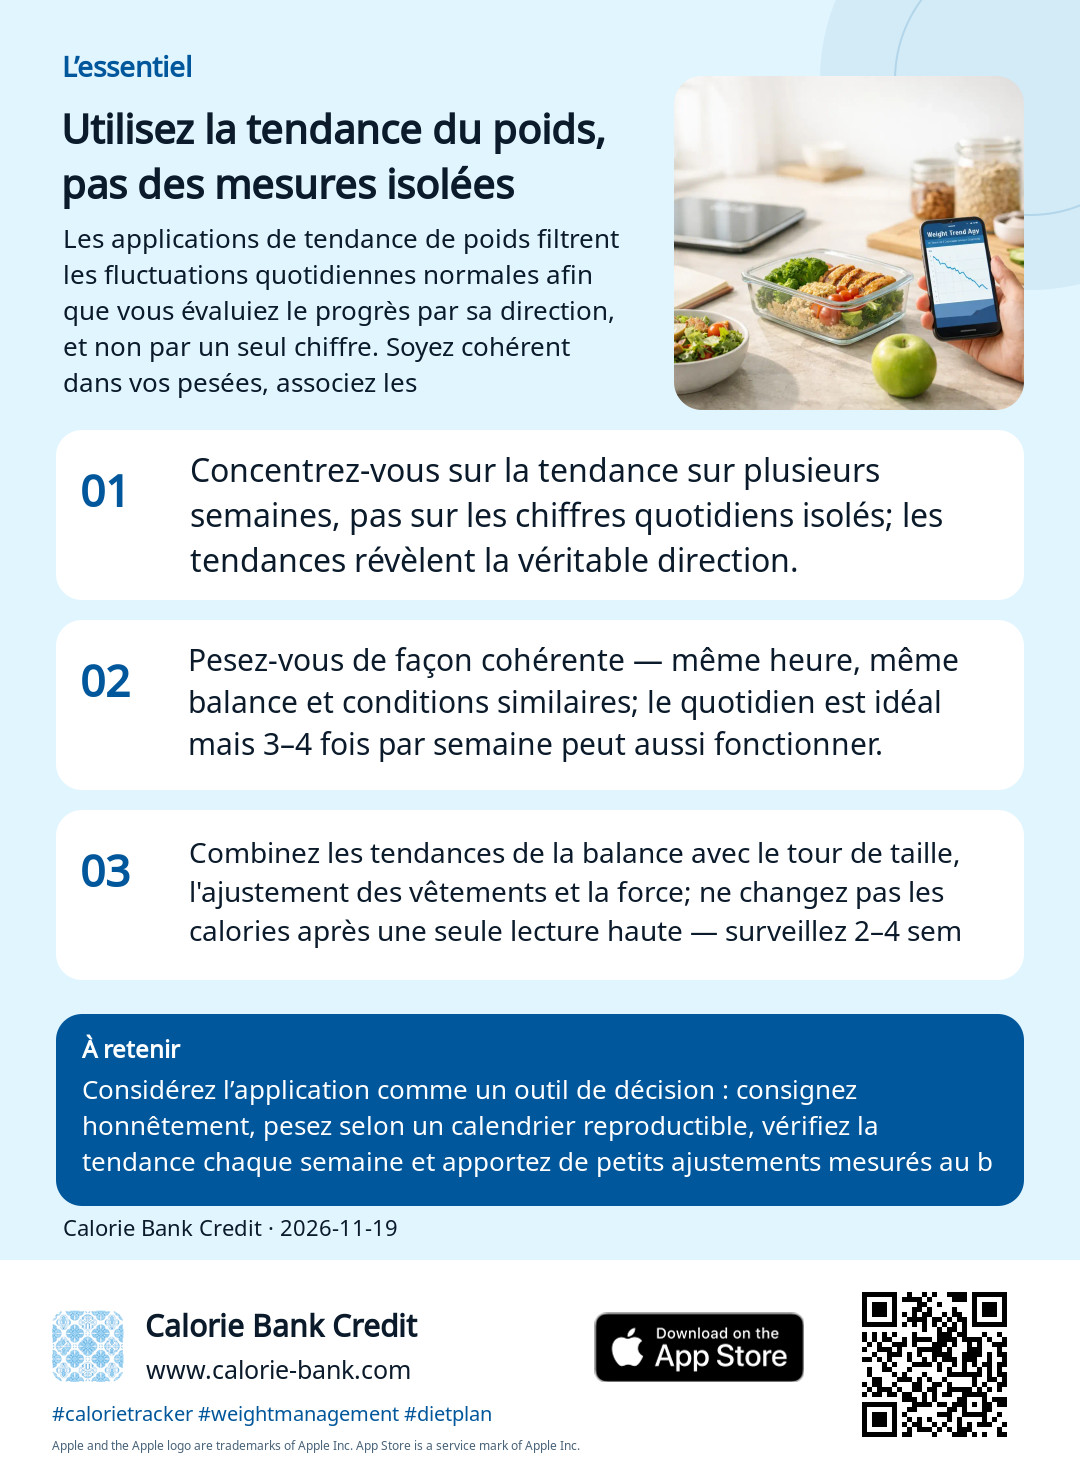 L’essentiel
Utilisez la tendance du poids,
pas des mesures isolées
Les applications de tendance de poids filtrent
les fluctuations quotidiennes normales afin
que vous évaluiez le progrès par sa direction,
et non par un seul chiffre. Soyez cohérent
dans vos pesées, associez les
Weight Trend Agy
01
Concentrez-vous sur la tendance sur plusieurs
semaines, pas sur les chiffres quotidiens isolés; les
tendances révèlent la véritable direction.
02
Pesez-vous de façon cohérente — même heure, même
balance et conditions similaires; le quotidien est idéal
mais 3–4 fois par semaine peut aussi fonctionner.
03
Combinez les tendances de la balance avec le tour de taille,
l'ajustement des vêtements et la force; ne changez pas les
calories après une seule lecture haute — surveillez 2–4 sem
À retenir
Considérez l’application comme un outil de décision : consignez
honnêtement, pesez selon un calendrier reproductible, vérifiez la
tendance chaque semaine et apportez de petits ajustements mesurés au b
Calorie Bank Credit · 2026-11-19
Calorie Bank Credit
www.calorie-bank.com
Download on the
App Store
#calorietracker #weightmanagement #dietplan
Apple and the Apple logo are trademarks of Apple Inc. App Store is a service mark of Apple Inc.